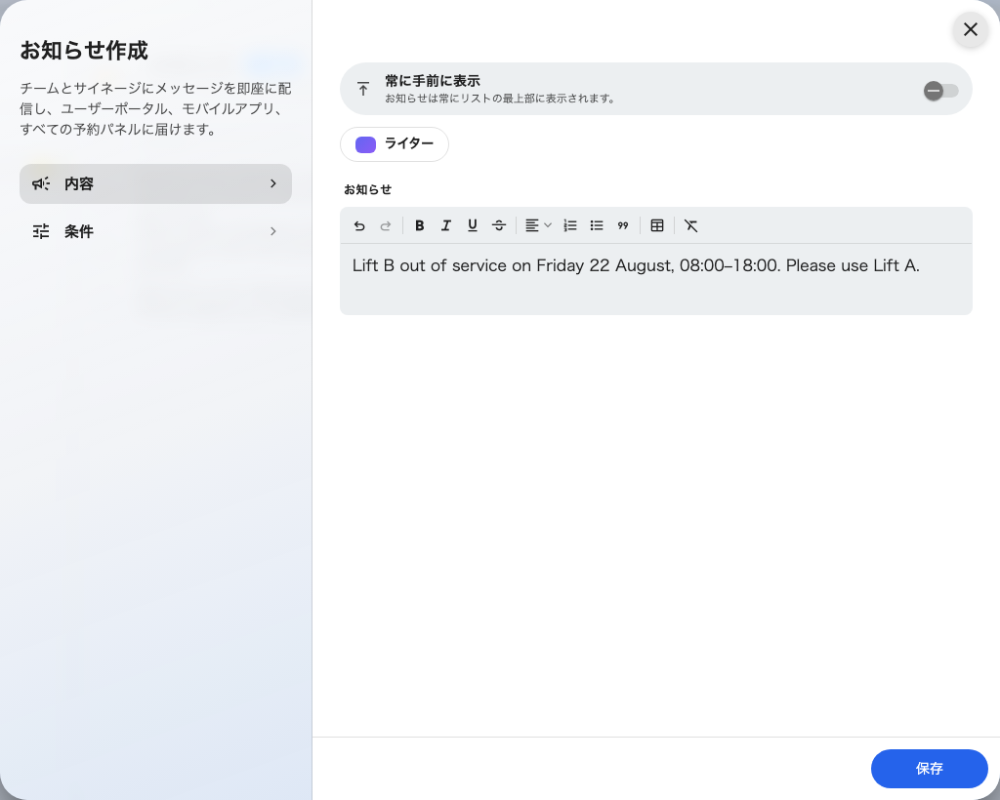 お知らせ作成
チームとサイネージにメッセージを即座に配
信し、ユーザーポータル、モバイルアプリ、
すべての予約パネルに届けます。
内容
条件
常に手前に表示
お知らせは常にリストの最上部に表示されます。
ライター
お知らせ
Lift B out of service on Friday 22 August, 08:00–18:00. Please use Lift A.
保存